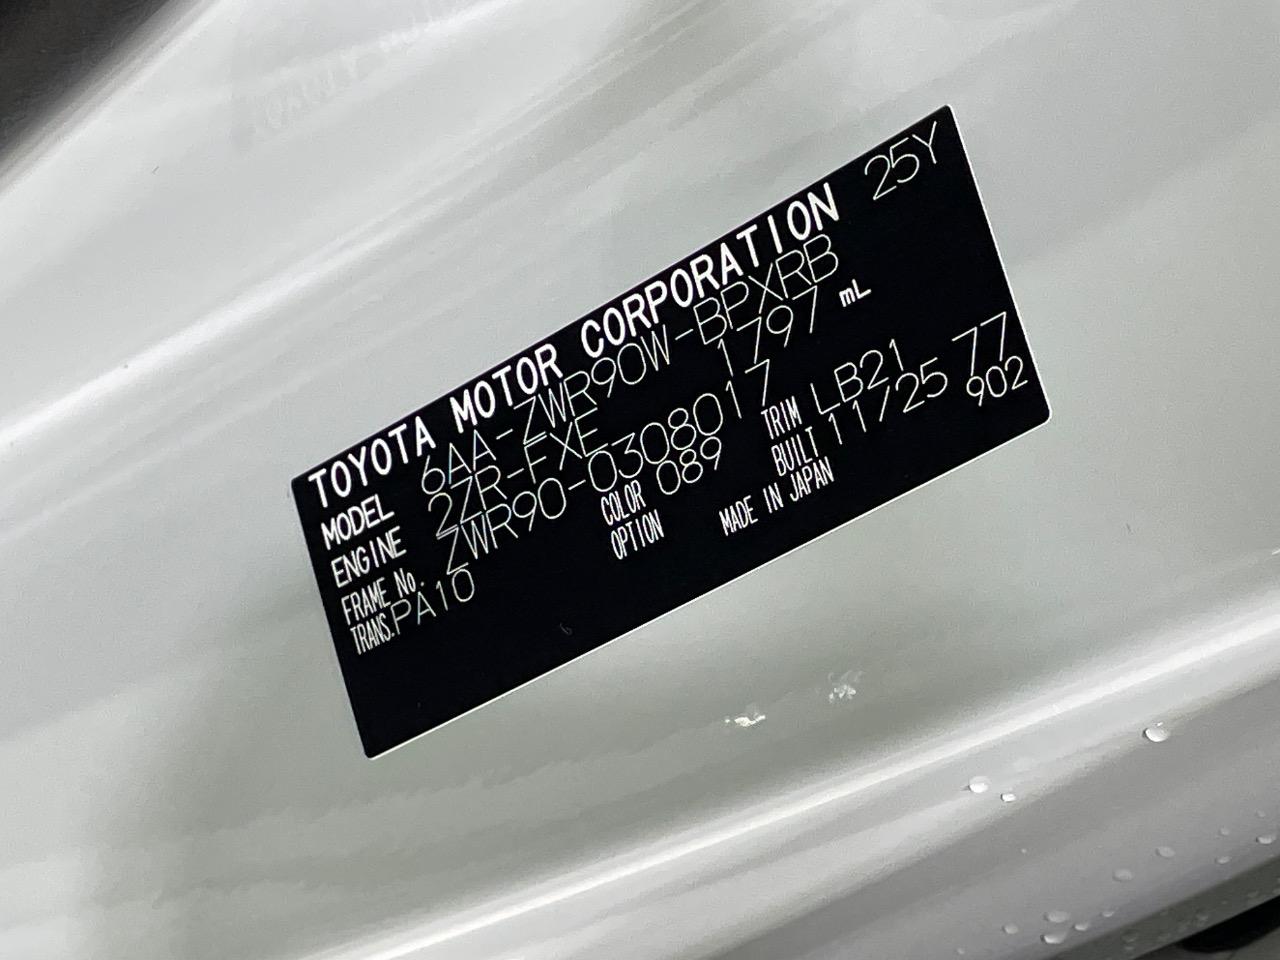 TOYOTA MOTOR CORPORATION 25Y
MODEL 6AA-ZWR90W-BPXRB
ENGINE 2ZR-FXE 1797 mL
FRAME No. ZWR90-0308017
TRANS. PA10 COLOR 089 TRIM LB21 77
OPTION BUILT 11/25 902
MADE IN JAPAN